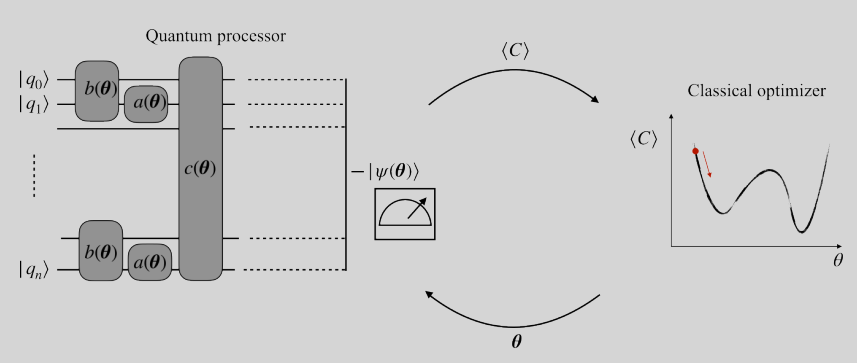 Quantum processor
|q₀⟩
|q₁⟩
b(θ)
a(θ)
c(θ)
b(θ)
a(θ)
|qₙ⟩
|ψ(θ)⟩
⟨C⟩
θ
Classical optimizer
⟨C⟩
θ